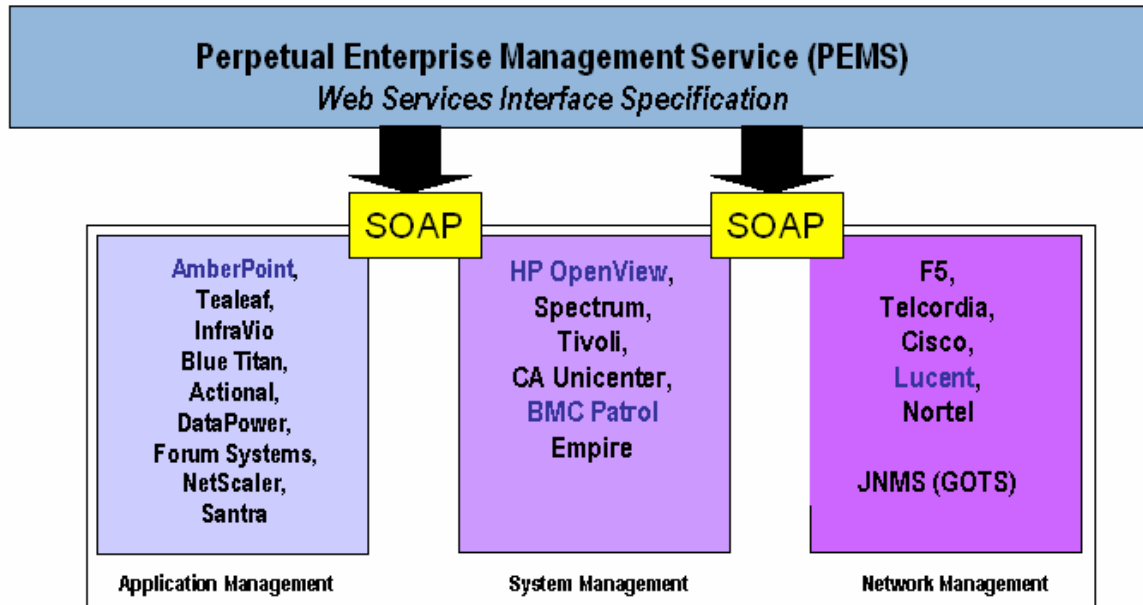 Perpetual Enterprise Management Service (PEMS)
Web Services Interface Specification
SOAP
SOAP
AmberPoint,
Tealeaf,
InfraVio
Blue Titan,
Actional,
DataPower,
Forum Systems,
NetScaler,
Santra
Application Management
HP OpenView,
Spectrum,
Tivoli,
CA Unicenter,
BMC Patrol
Empire
System Management
F5,
Telcordia,
Cisco,
Lucent,
Nortel
JNMS (GOTS)
Network Management